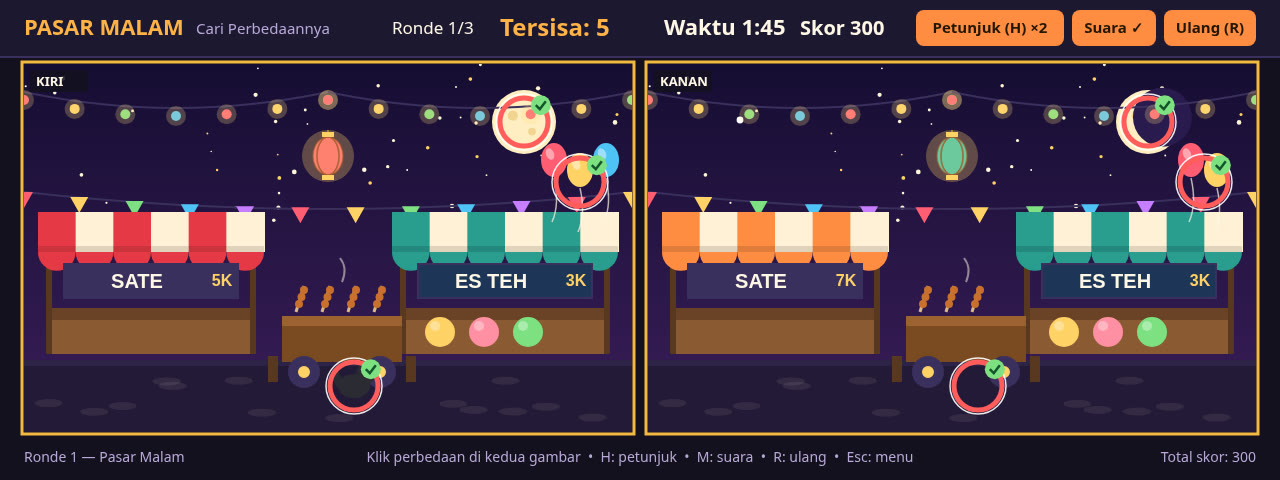 PASAR MALAM Cari Perbedaannya Ronde 1/3 Tersisa: 5 Waktu 1:45 Skor 300 Petunjuk (H) ×2 Suara ✓ Ulang (R)
KIRI
SATE 5K
ES TEH 3K
KANAN
SATE 7K
ES TEH 3K
Ronde 1 — Pasar Malam Klik perbedaan di kedua gambar • H: petunjuk • M: suara • R: ulang • Esc: menu Total skor: 300